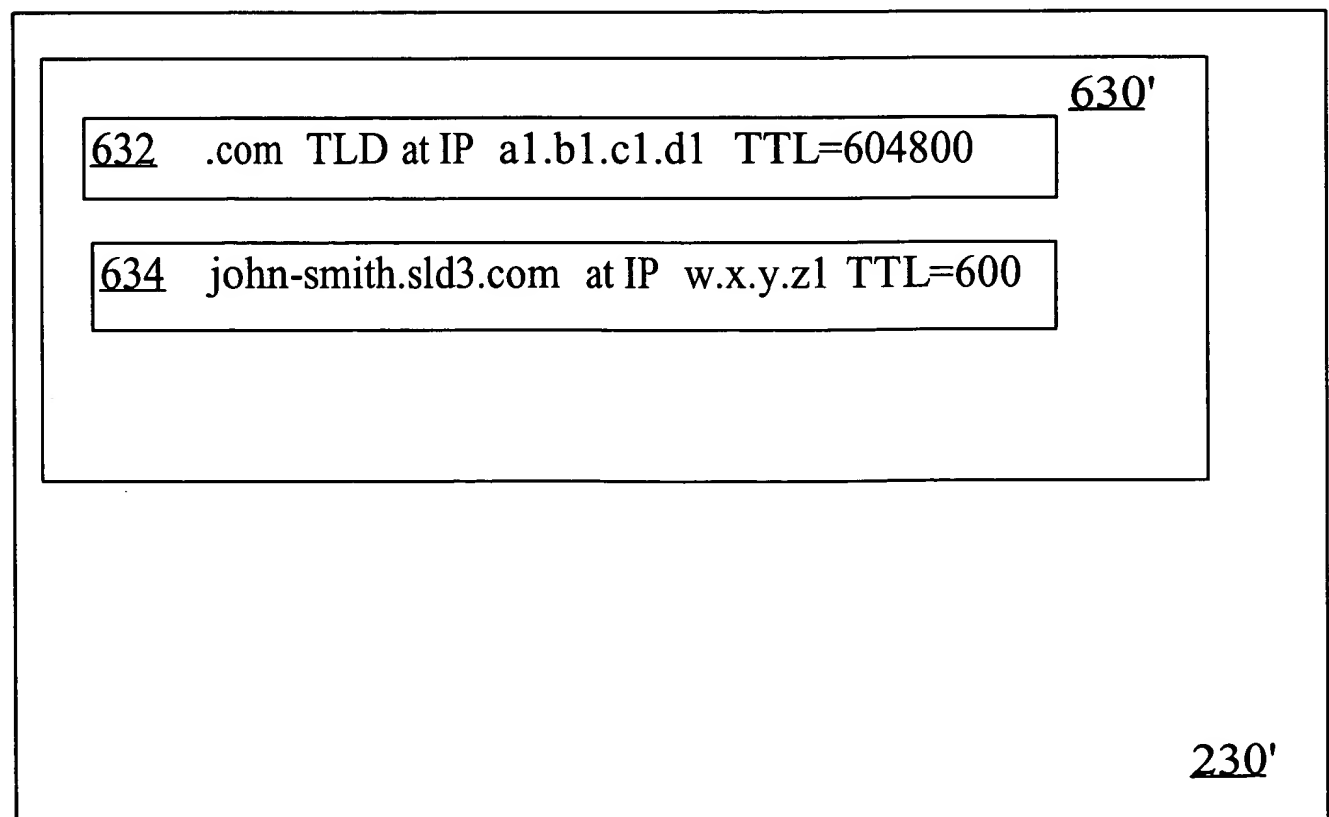 630'
632 .com TLD at IP a1.b1.c1.d1 TTL=604800
634 john-smith.sld3.com at IP w.x.y.z1 TTL=600
230'